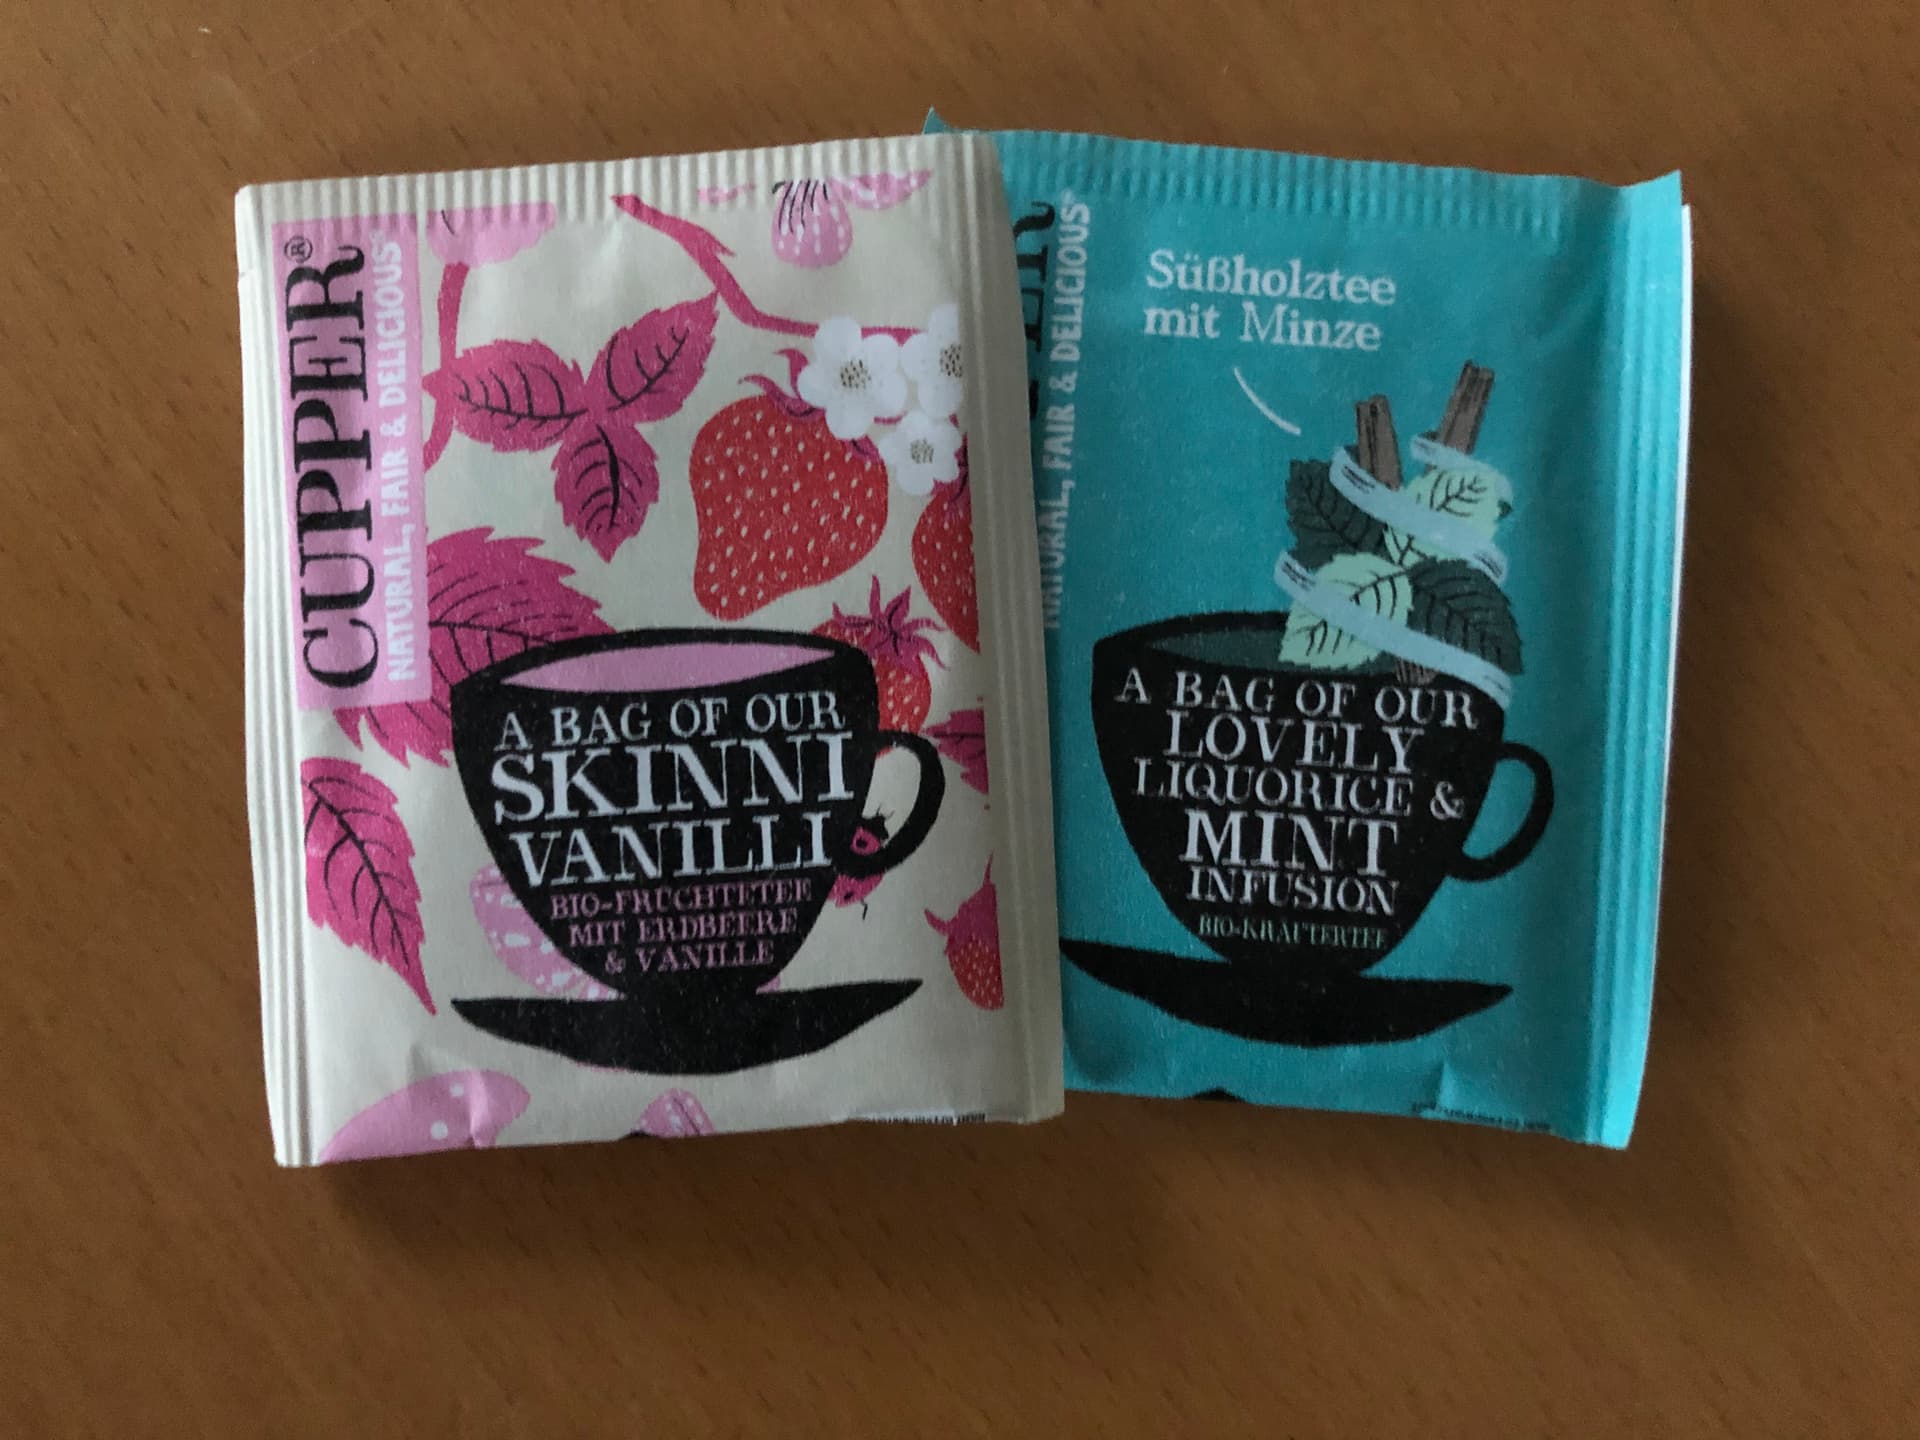 CUPPER®
NATURAL, FAIR & DELICIOUS
A BAG OF OUR
SKINNI
VANILLI
BIO-FRÜCHTETEE
MIT ERDBEERE
& VANILLE
NATURAL, FAIR & DELICIOUS
Süßholztee
mit Minze
A BAG OF OUR
LOVELY
LIQUORICE &
MINT
INFUSION
BIO-KRÄUTERTEE